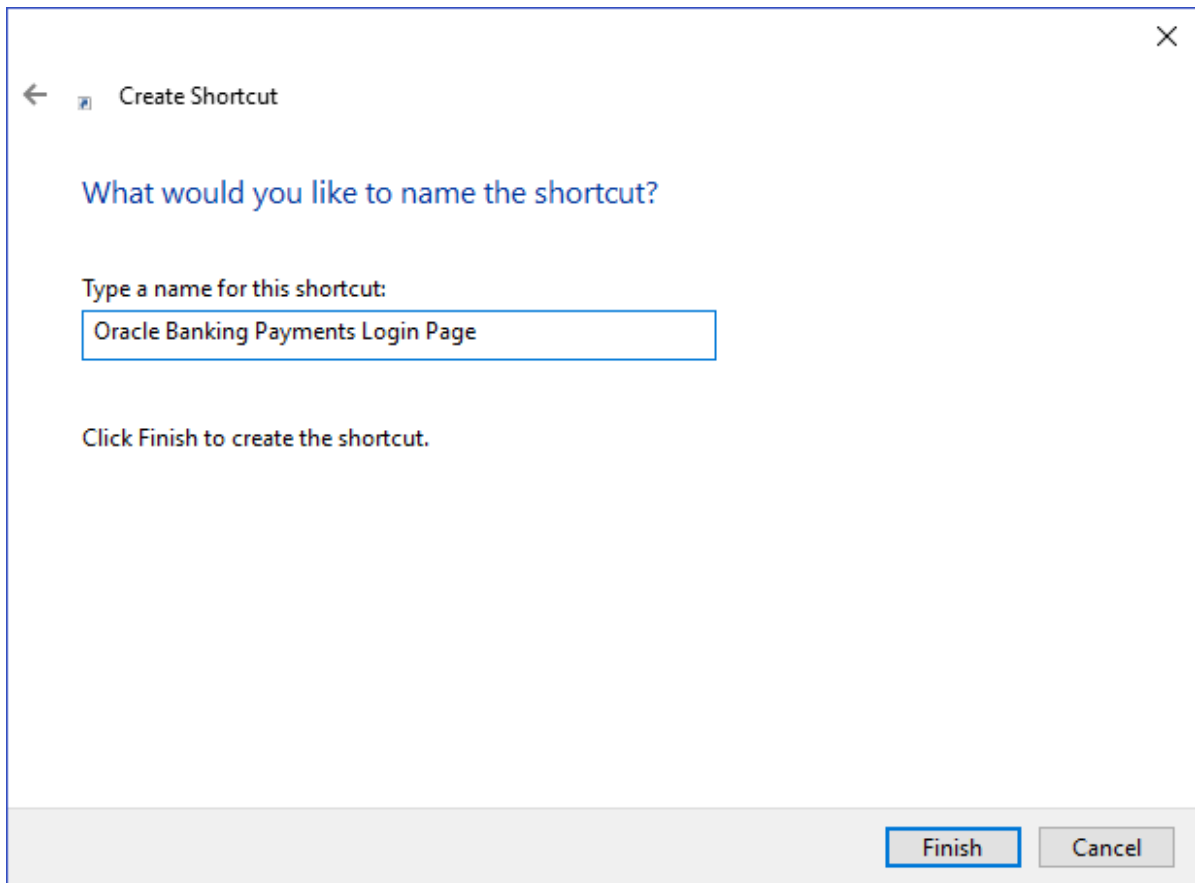 Create Shortcut
What would you like to name the shortcut?
Type a name for this shortcut:
Oracle Banking Payments Login Page
Click Finish to create the shortcut.
Finish Cancel